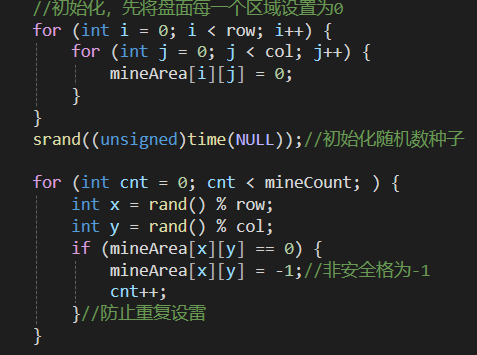 //初始化，先将盘面每一个区域设置为0
for (int i = 0; i < row; i++) {
for (int j = 0; j < col; j++) {
mineArea[i][j] = 0;
}
}
srand((unsigned)time(NULL));//初始化随机数种子
for (int cnt = 0; cnt < mineCount; ) {
int x = rand() % row;
int y = rand() % col;
if (mineArea[x][y] == 0) {
mineArea[x][y] = -1;//非安全格为-1
cnt++;
}//防止重复设雷
}